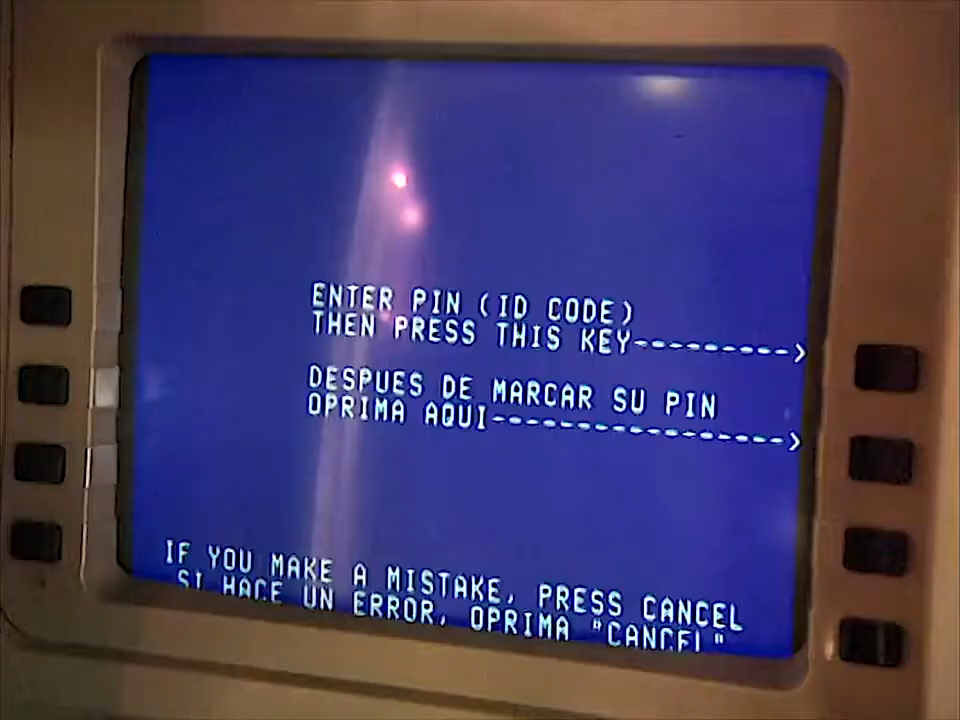 ENTER PIN (ID CODE)
THEN PRESS THIS KEY--------->
DESPUES DE MARCAR SU PIN
OPRIMA AQUI------------------>
IF YOU MAKE A MISTAKE, PRESS CANCEL
SI HACE UN ERROR, OPRIMA "CANCEL"